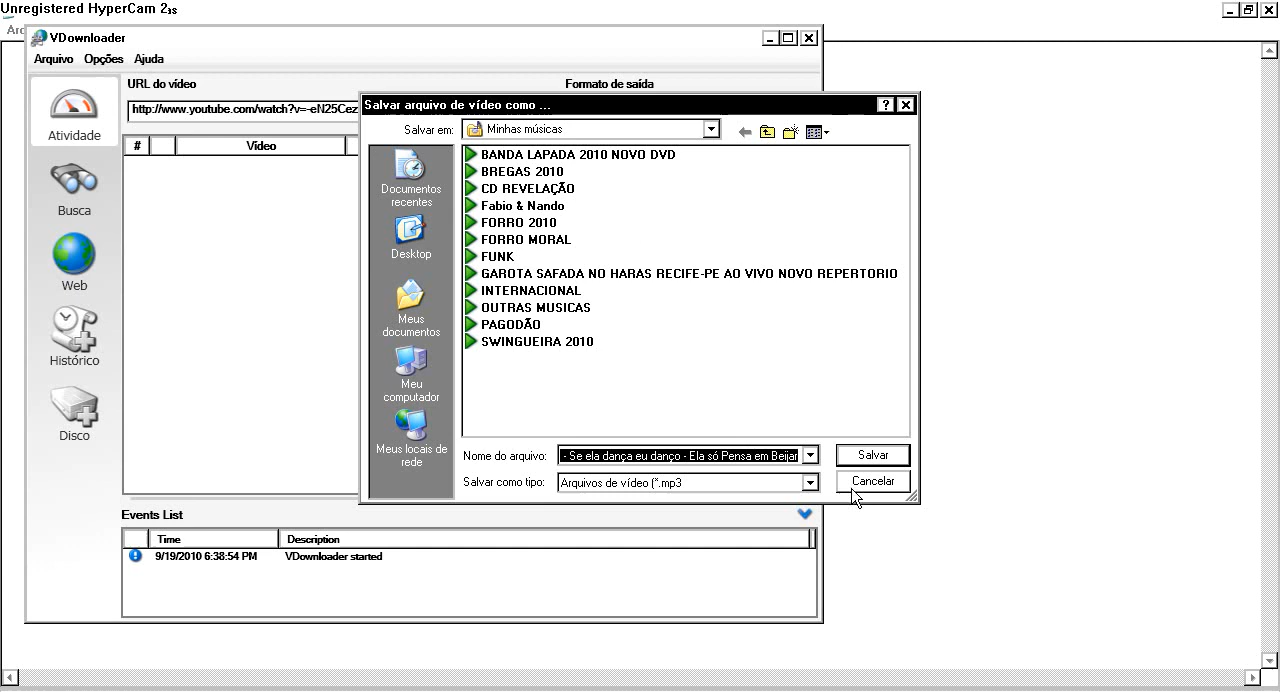 Unregistered HyperCam 2
VDownloader
Arquivo Opções Ajuda
URL do vídeo
Formato de saída
http://www.youtube.com/watch?v=-eN25Cez
Atividade
Busca
Web
Histórico
Disco
# Vídeo
Salvar arquivo de vídeo como ...
Salvar em: Minhas músicas
Documentos
recentes
Desktop
Meus
documentos
Meu
computador
Meus locais de
rede
BANDA LAPADA 2010 NOVO DVD
BREGAS 2010
CD REVELAÇÃO
Fabio & Nando
FORRO 2010
FORRO MORAL
FUNK
GAROTA SAFADA NO HARAS RECIFE-PE AO VIVO NOVO REPERTORIO
INTERNACIONAL
OUTRAS MUSICAS
PAGODÃO
SWINGUEIRA 2010
Nome do arquivo: - Se ela dança eu danço - Ela só Pensa em Beijar
Salvar
Salvar como tipo: Arquivos de vídeo (*.mp3
Cancelar
Events List
Time Description
9/19/2010 6:38:54 PM VDownloader started